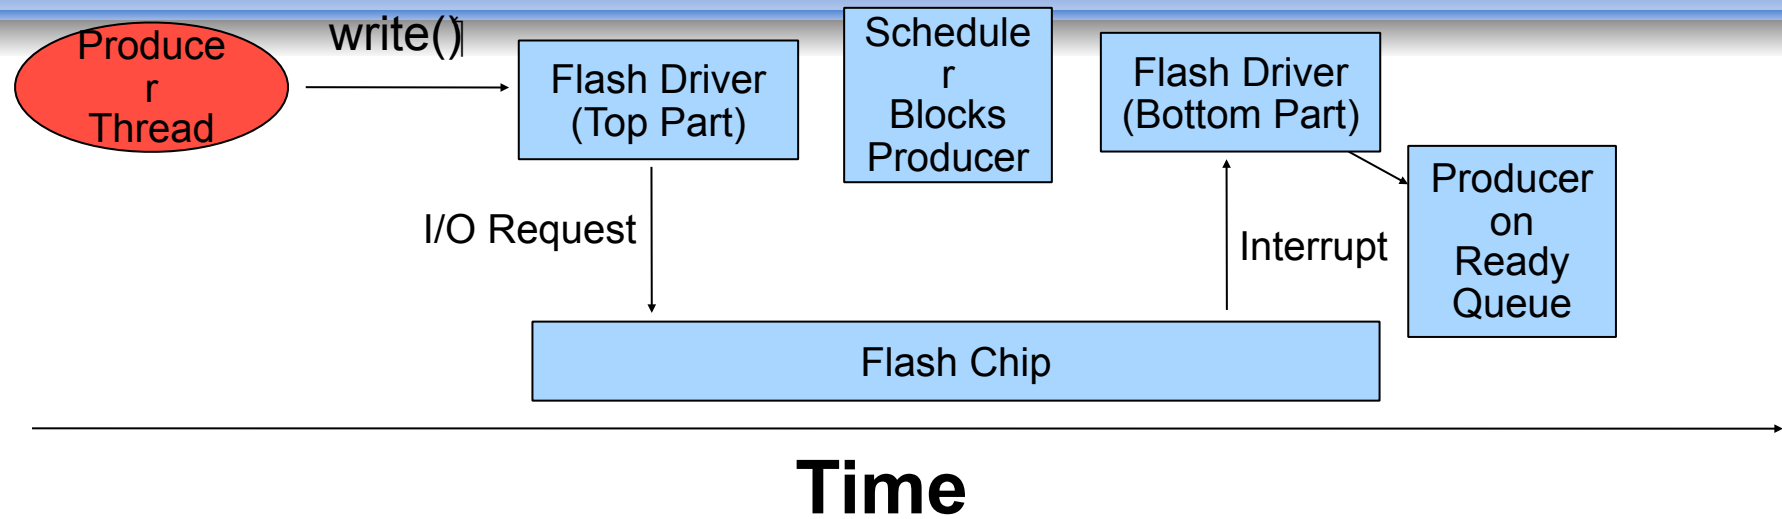 Produce
r
Thread
write()
Flash Driver
(Top Part)
Schedule
r
Blocks
Producer
Flash Driver
(Bottom Part)
Producer
on
Ready
Queue
I/O Request
Interrupt
Flash Chip
Time